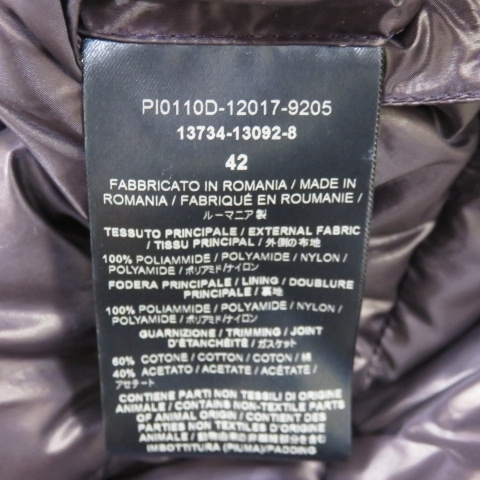 PI0110D-12017-9205
13734-13092-8
42
FABBRICATO IN ROMANIA / MADE IN
ROMANIA / FABRIQUÉ EN ROUMANIE /
ルーマニア製
TESSUTO PRINCIPALE / EXTERNAL FABRIC
/ TISSU PRINCIPAL / 外側の布地
100% POLIAMMIDE / POLYAMIDE / NYLON /
POLYAMIDE / ポリアミド/ナイロン
FODERA PRINCIPALE / LINING / DOUBLURE
PRINCIPALE / 裏地
100% POLIAMMIDE / POLYAMIDE / NYLON /
POLYAMIDE / ポリアミド/ナイロン
GUARNIZIONE / TRIMMING / JOINT
D'ETANCHÉITÉ / ガスケット
60% COTONE / COTTON / COTON / 綿
40% ACETATO / ACETATE / ACÉTATE /
アセテート
CONTIENE PARTI NON TESSILI DI ORIGINE
ANIMALE / CONTAINS NON-TEXTILE PARTS
OF ANIMAL ORIGIN / CONTIENT DES
PARTIES NON TEXTILES D'ORIGINE
ANIMALE /
IMBOTTITURA (PIUMA)/PADDING